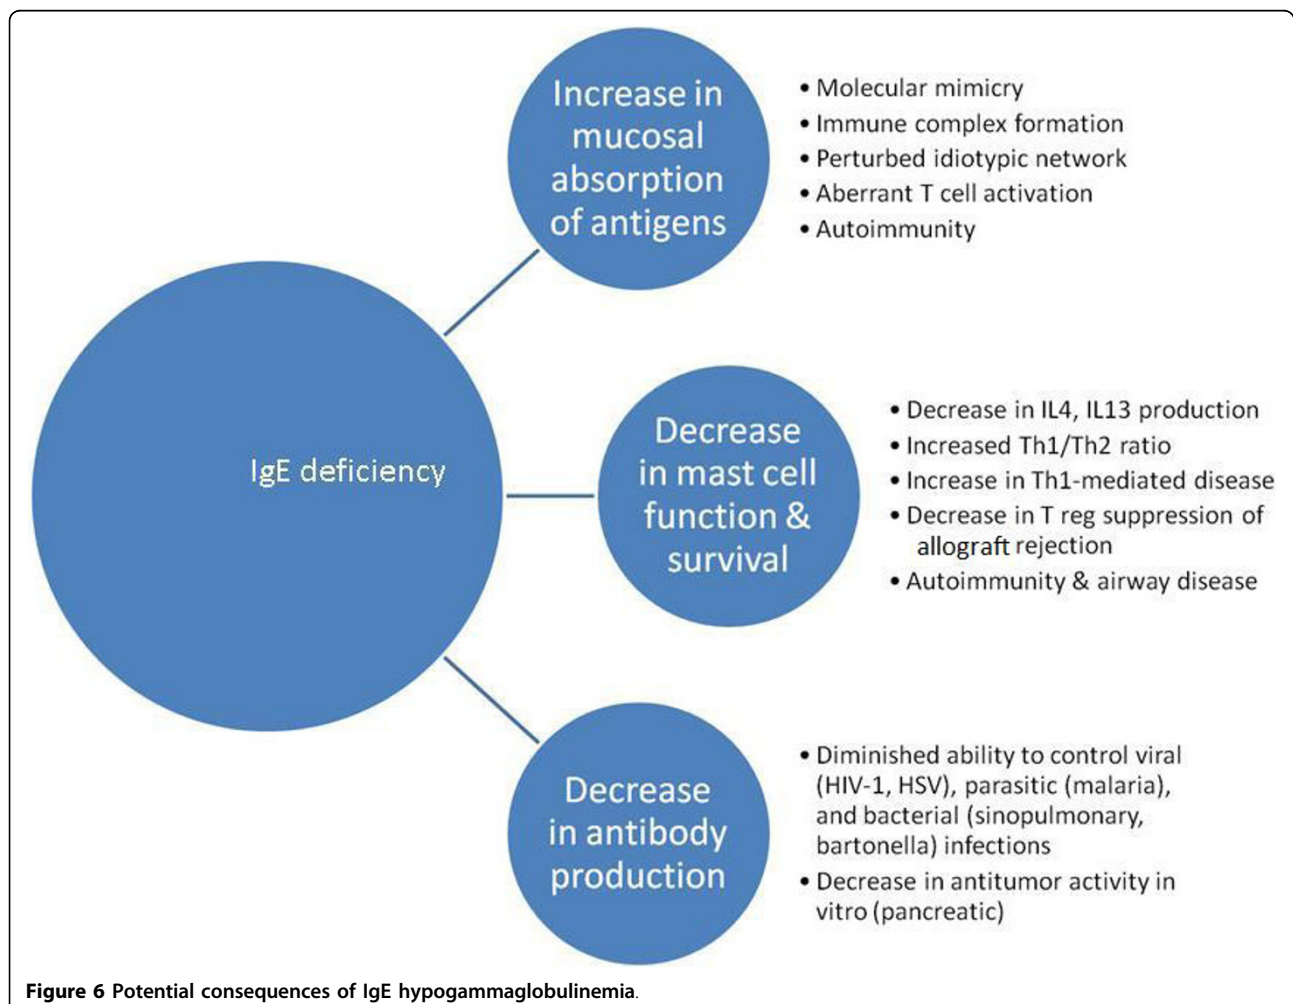 Increase in
mucosal
absorption
of antigens
• Molecular mimicry
• Immune complex formation
• Perturbed idiotypic network
• Aberrant T cell activation
• Autoimmunity
IgE deficiency
Decrease
in mast cell
function &
survival
• Decrease in IL4, IL13 production
• Increased Th1/Th2 ratio
• Increase in Th1-mediated disease
• Decrease in T reg suppression of
allograft rejection
• Autoimmunity & airway disease
Decrease
in antibody
production
• Diminished ability to control viral
(HIV-1, HSV), parasitic (malaria),
and bacterial (sinopulmonary,
bartonella) infections
• Decrease in antitumor activity in
vitro (pancreatic)
Figure 6 Potential consequences of IgE hypogammaglobulinemia.